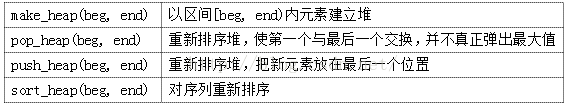 make_heap(beg, end) 以区间[beg, end)内元素建立堆
pop_heap(beg, end) 重新排序堆,使第一个与最后一个交换,并不真正弹出最大值
push_heap(beg, end) 重新排序堆,把新元素放在最后一个位置
sort_heap(beg, end) 对序列重新排序